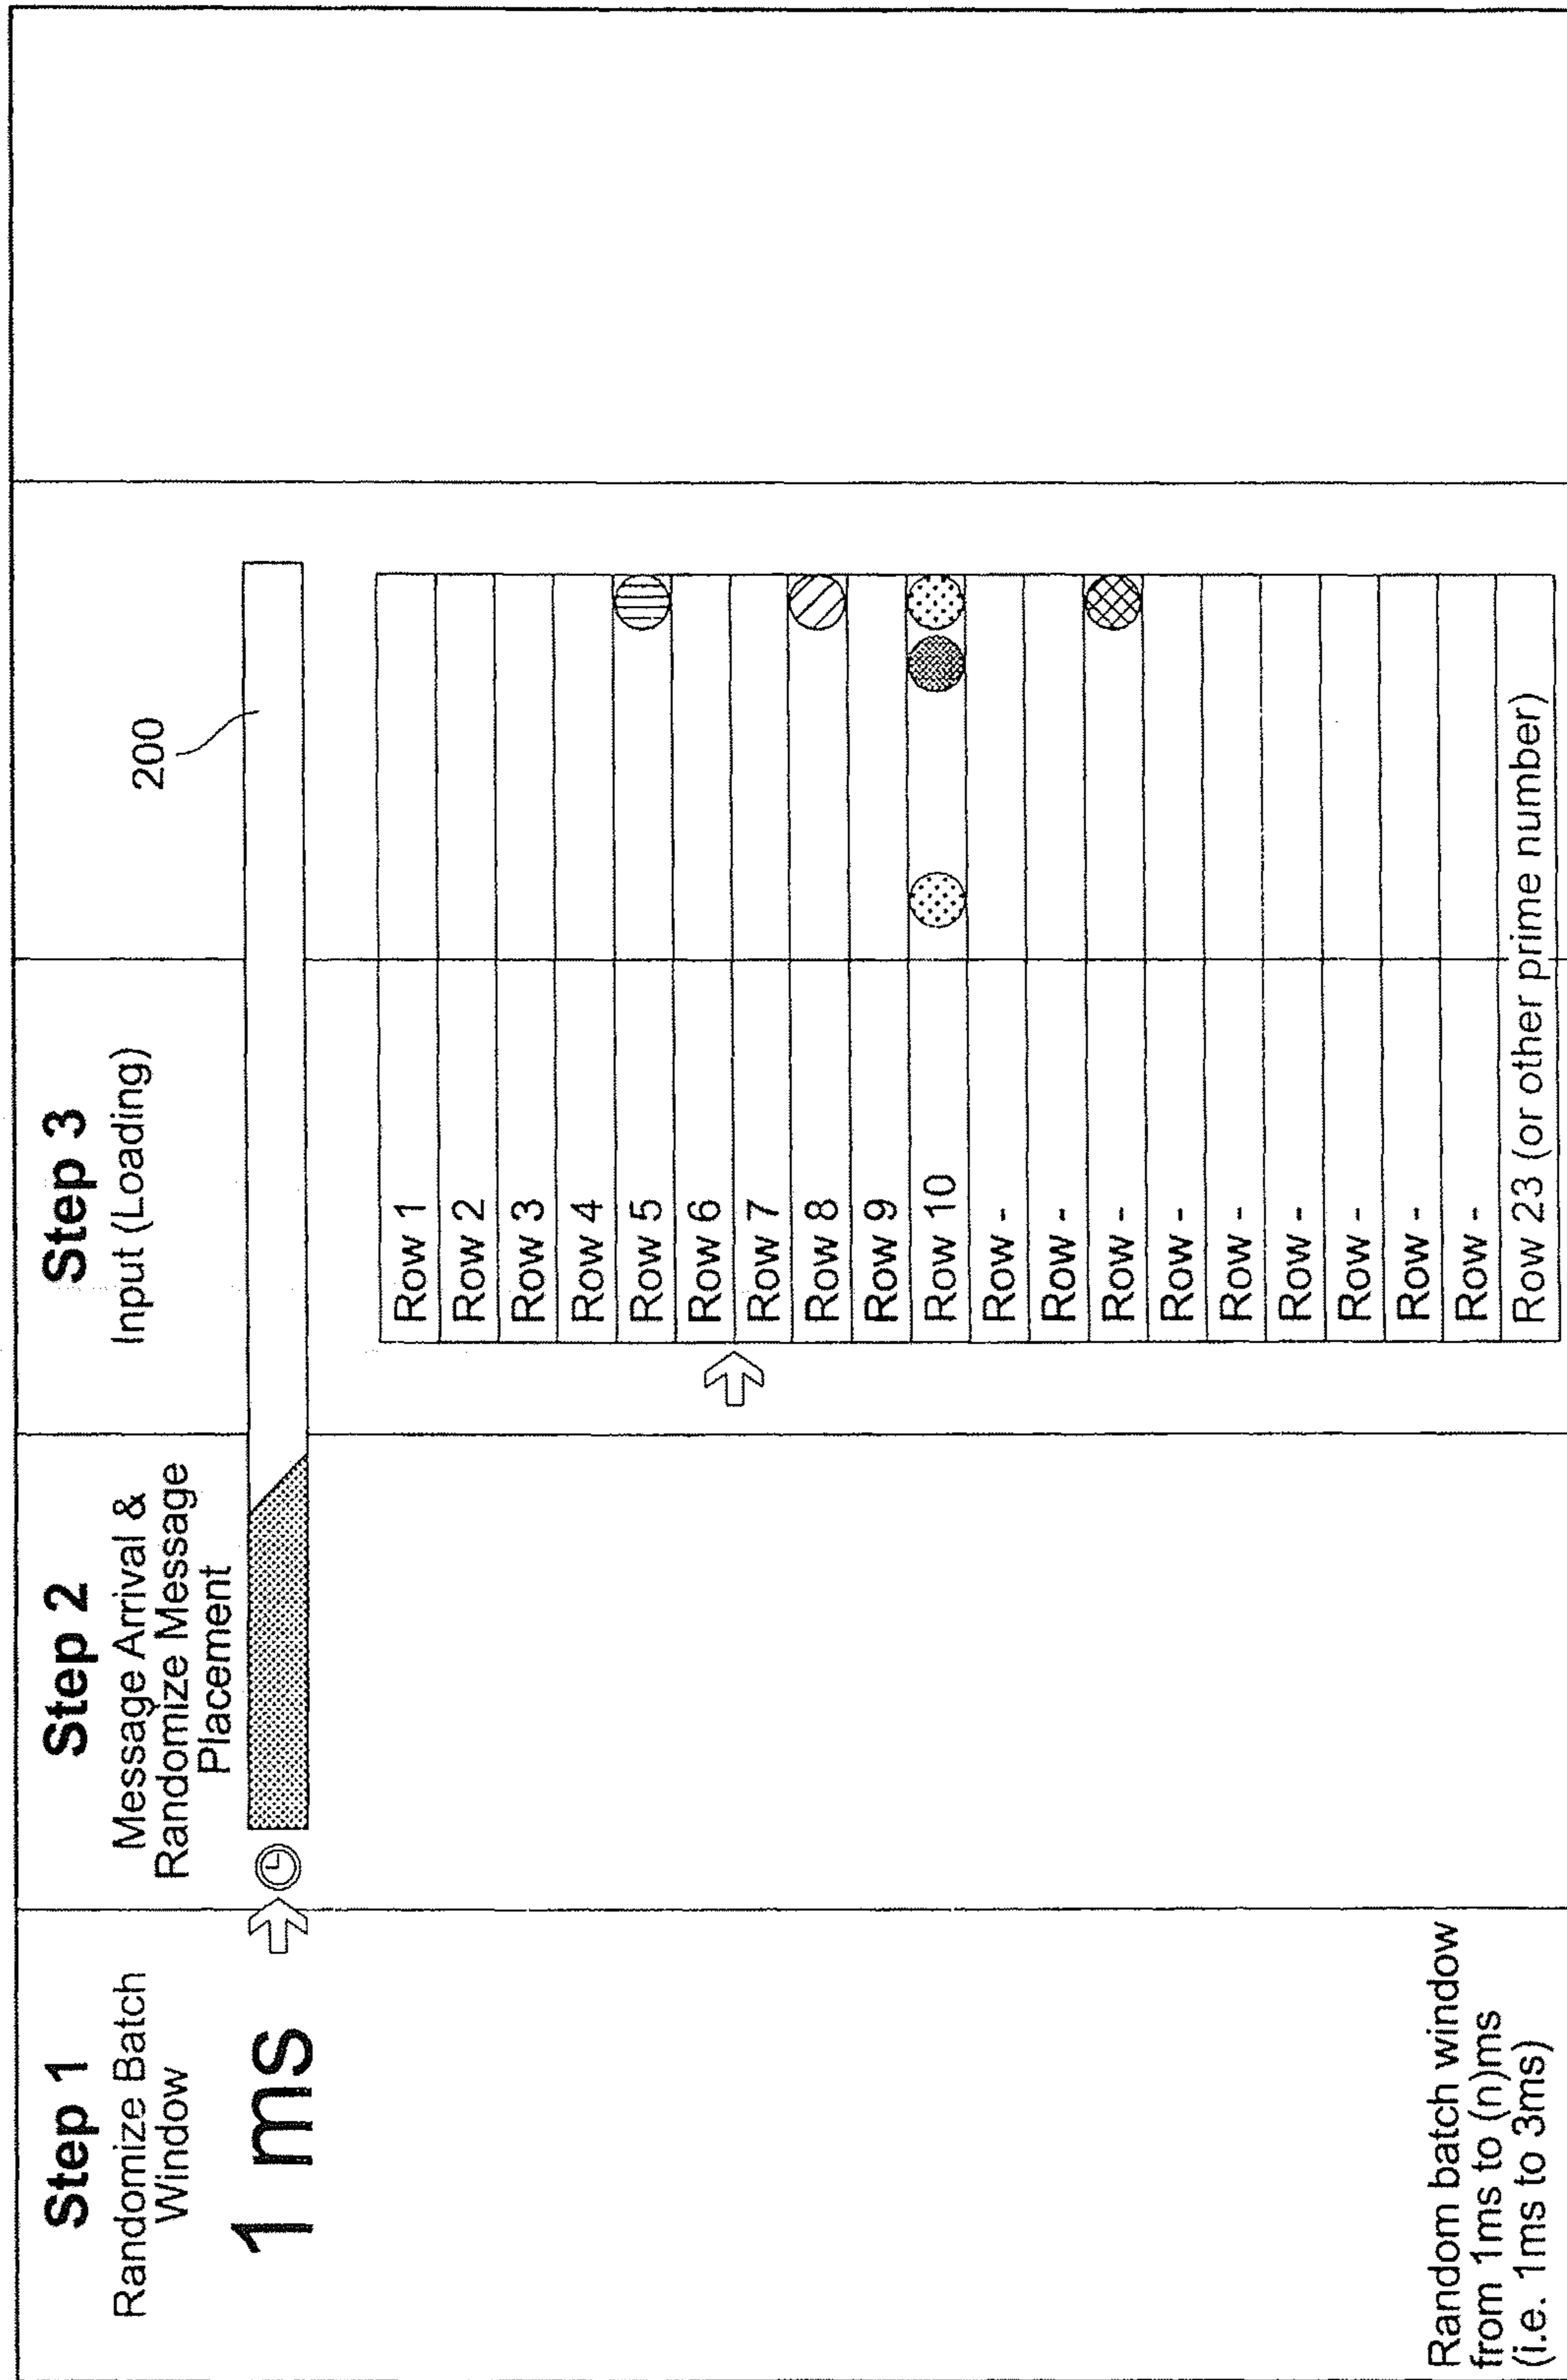 Step 1
Randomize Batch
Window
1 ms
Random batch window
from 1ms to (n)ms
(i.e. 1ms to 3ms)
Step 2
Message Arrival &
Randomize Message
Placement
Step 3
Input (Loading)
200
Row 1
Row 2
Row 3
Row 4
Row 5
Row 6
Row 7
Row 8
Row 9
Row 10
Row -
Row -
Row -
Row -
Row -
Row -
Row -
Row -
Row -
Row 23 (or other prime number)